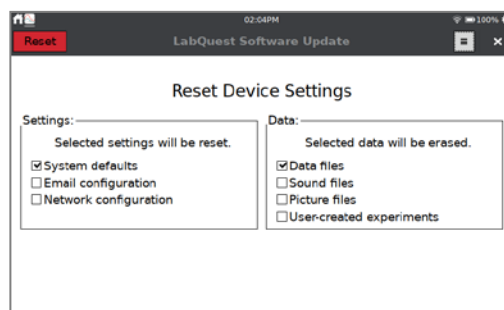 02:04PM
100%
Reset
LabQuest Software Update
Reset Device Settings
Settings:
Selected settings will be reset.
System defaults
Email configuration
Network configuration
Data:
Selected data will be erased.
Data files
Sound files
Picture files
User-created experiments